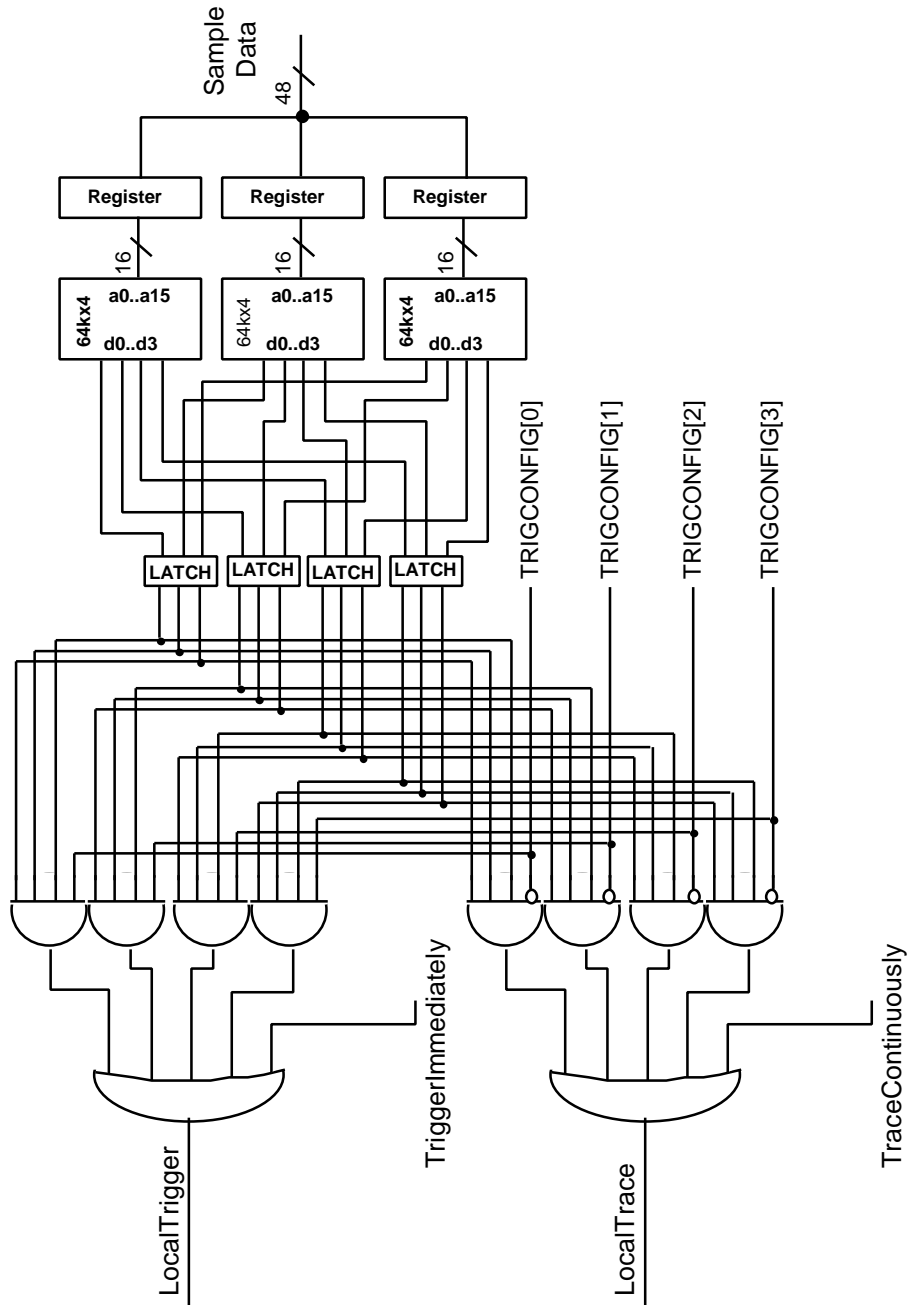 Sample
Data
48
Register
Register
Register
16
16
16
64kx4
a0..a15
d0..d3
64kx4
a0..a15
d0..d3
64kx4
a0..a15
d0..d3
LATCH
LATCH
LATCH
LATCH
TRIGCONFIG[0]
TRIGCONFIG[1]
TRIGCONFIG[2]
TRIGCONFIG[3]
TriggerImmediately
TraceContinuously
LocalTrigger
LocalTrace